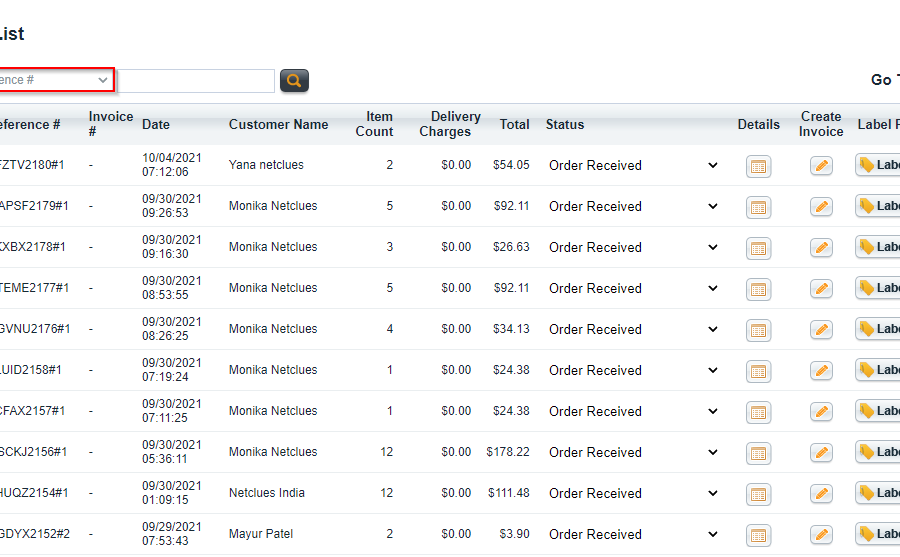 List
ence #
Go T
Reference # Invoice # Date Customer Name Item Count Delivery Charges Total Status Details Create Invoice Label P
FZTV2180#1 - 10/04/2021 07:12:06 Yana netclues 2 $0.00 $54.05 Order Received Labe
APSF2179#1 - 09/30/2021 09:26:53 Monika Netclues 5 $0.00 $92.11 Order Received Labe
KXBX2178#1 - 09/30/2021 09:16:30 Monika Netclues 3 $0.00 $26.63 Order Received Labe
TEME2177#1 - 09/30/2021 08:53:55 Monika Netclues 5 $0.00 $92.11 Order Received Labe
GVNU2176#1 - 09/30/2021 08:26:25 Monika Netclues 4 $0.00 $34.13 Order Received Labe
LUID2158#1 - 09/30/2021 07:19:24 Monika Netclues 1 $0.00 $24.38 Order Received Labe
CFAX2157#1 - 09/30/2021 07:11:25 Monika Netclues 1 $0.00 $24.38 Order Received Labe
SCKJ2156#1 - 09/30/2021 05:36:11 Monika Netclues 12 $0.00 $178.22 Order Received Labe
HUQZ2154#1 - 09/30/2021 01:09:15 Netclues India 12 $0.00 $111.48 Order Received Labe
GDYX2152#2 - 09/29/2021 07:53:43 Mayur Patel 2 $0.00 $3.90 Order Received Labe